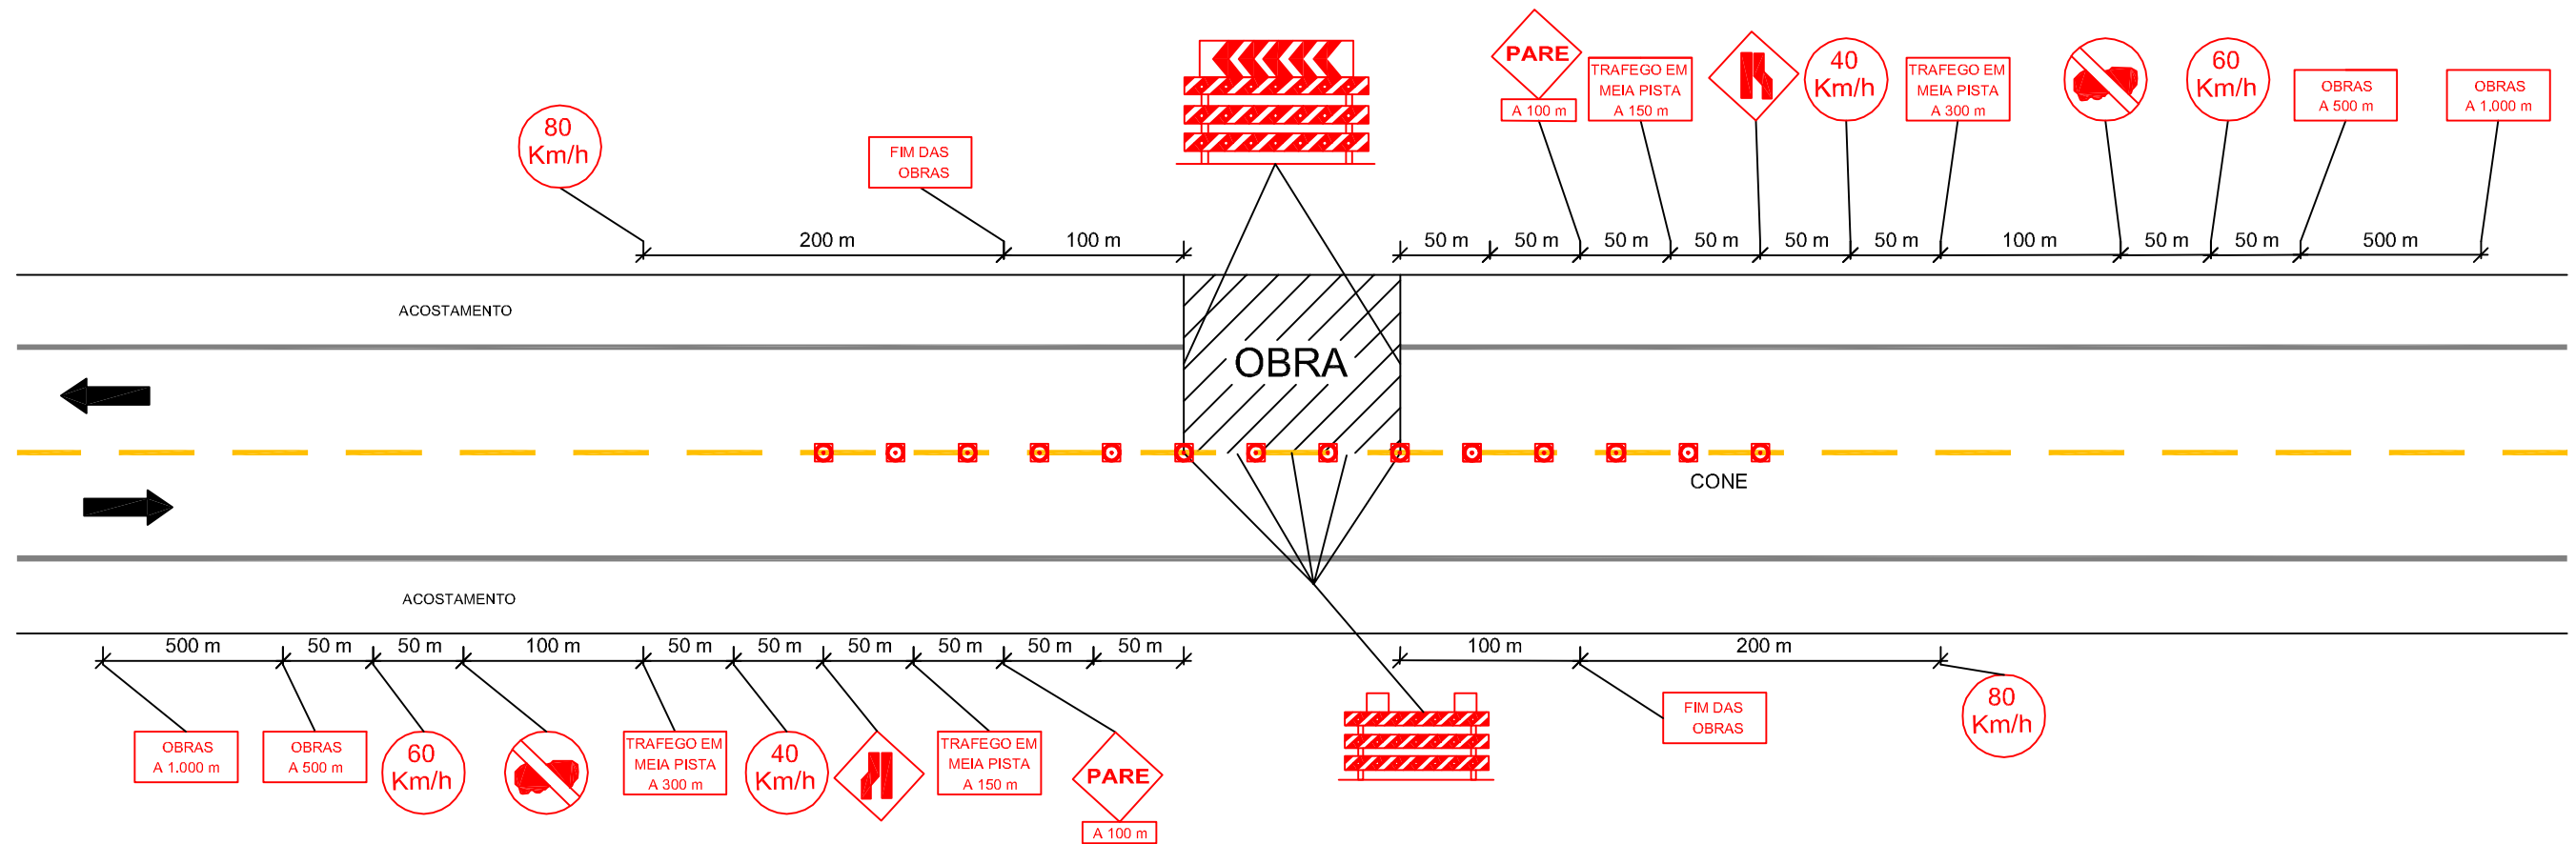 PARE
A 100 m
TRAFEGO EM
MEIA PISTA
A 150 m
40
Km/h
TRAFEGO EM
MEIA PISTA
A 300 m
60
Km/h
OBRAS
A 500 m
OBRAS
A 1.000 m
80
Km/h
FIM DAS
OBRAS
200 m
100 m
50 m
50 m
50 m
50 m
50 m
50 m
100 m
50 m
50 m
500 m
ACOSTAMENTO
OBRA
CONE
ACOSTAMENTO
500 m
50 m
50 m
100 m
50 m
50 m
50 m
50 m
50 m
50 m
100 m
200 m
OBRAS
A 1.000 m
OBRAS
A 500 m
60
Km/h
TRAFEGO EM
MEIA PISTA
A 300 m
40
Km/h
TRAFEGO EM
MEIA PISTA
A 150 m
PARE
A 100 m
FIM DAS
OBRAS
80
Km/h